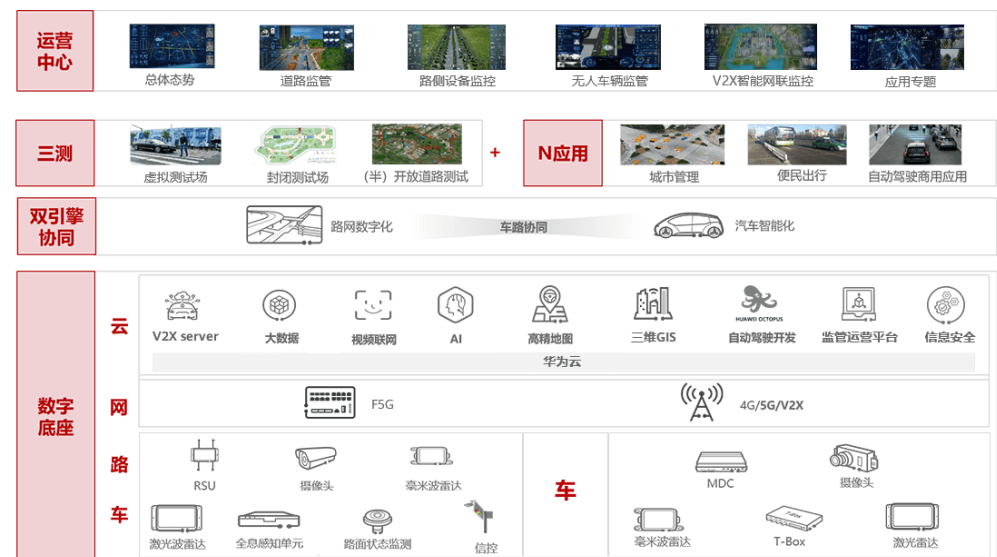 运营
中心
总体态势
道路监管
路侧设备监控
无人车辆监管
V2X智能网联监控
应用专题
三测
虚拟测试场
封闭测试场
（半）开放道路测试
+
N应用
城市管理
便民出行
自动驾驶商用应用
双引擎
协同
路网数字化
车路协同
汽车智能化
数字
底座
云
V2X server
大数据
视频联网
AI
高精地图
三维GIS
HUAWEI OCTOPUS
自动驾驶开发
监管运营平台
信息安全
华为云
网
F5G
4G/5G/V2X
路
RSU
摄像头
毫米波雷达
车
激光波雷达
全息感知单元
路面状态监测
信控
车
MDC
摄像头
毫米波雷达
T-BOX
T-Box
激光雷达